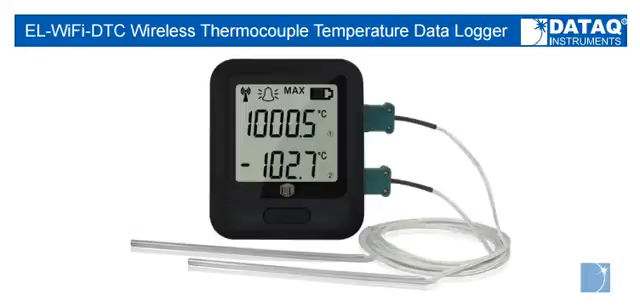 EL-WiFi-DTC Wireless Thermocouple Temperature Data Logger
DATAQ®
INSTRUMENTS
MAX
1000.5°C
1
-102.7°C
2